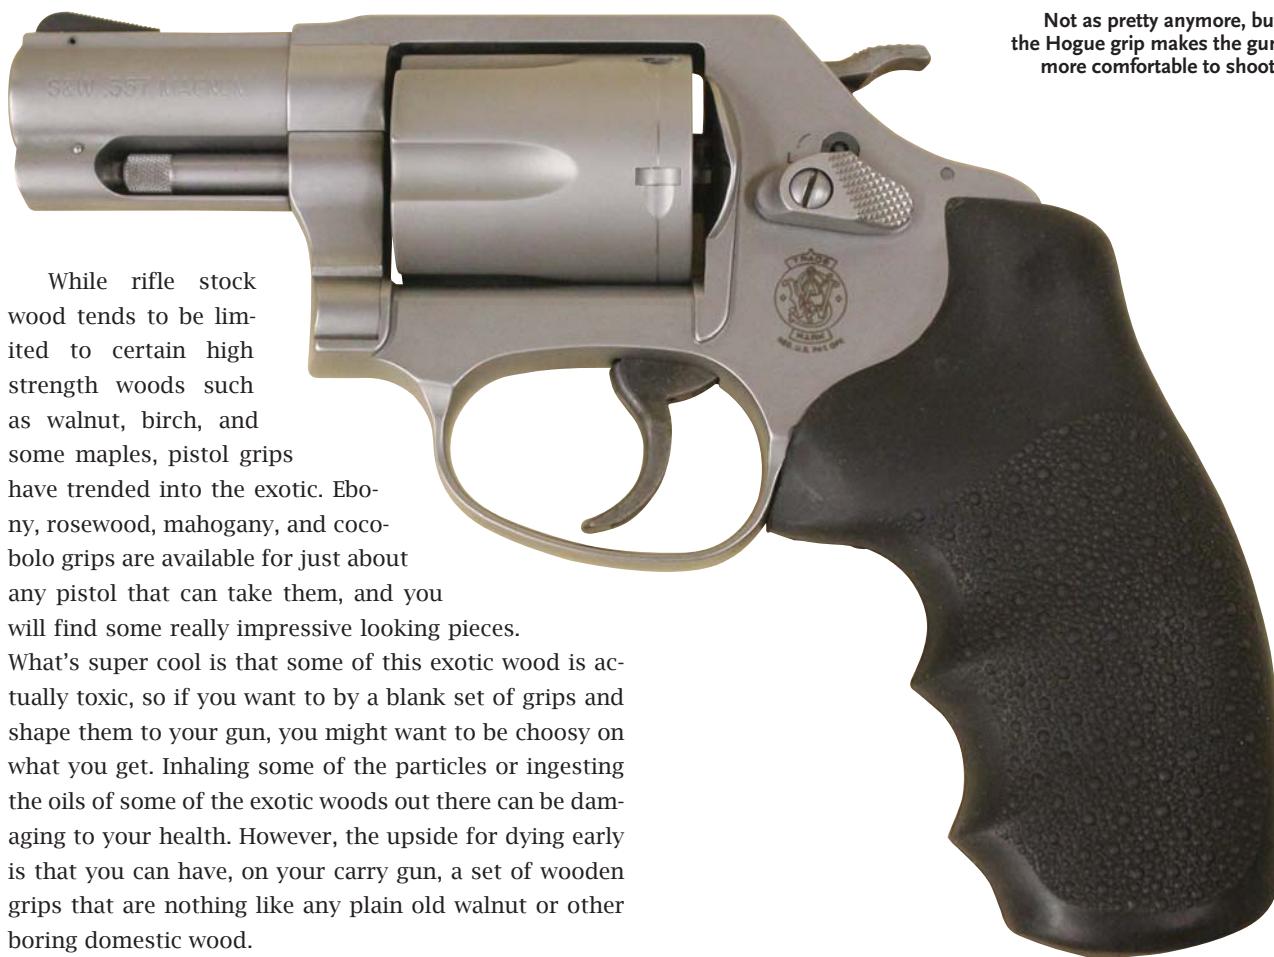 Not as pretty anymore, bu
the Hogue grip makes the gun
more comfortable to shoot
S&W .357 MAGNUM
TRADE
MARK
REG. U.S. PAT. OFF.
While rifle stock
wood tends to be lim-
ited to certain high
strength woods such
as walnut, birch, and
some maples, pistol grips
have trended into the exotic. Ebo-
ny, rosewood, mahogany, and coco-
bolo grips are available for just about
any pistol that can take them, and you
will find some really impressive looking pieces.
What's super cool is that some of this exotic wood is ac-
tually toxic, so if you want to by a blank set of grips and
shape them to your gun, you might want to be choosy on
what you get. Inhaling some of the particles or ingesting
the oils of some of the exotic woods out there can be dam-
aging to your health. However, the upside for dying early
is that you can have, on your carry gun, a set of wooden
grips that are nothing like any plain old walnut or other
boring domestic wood.